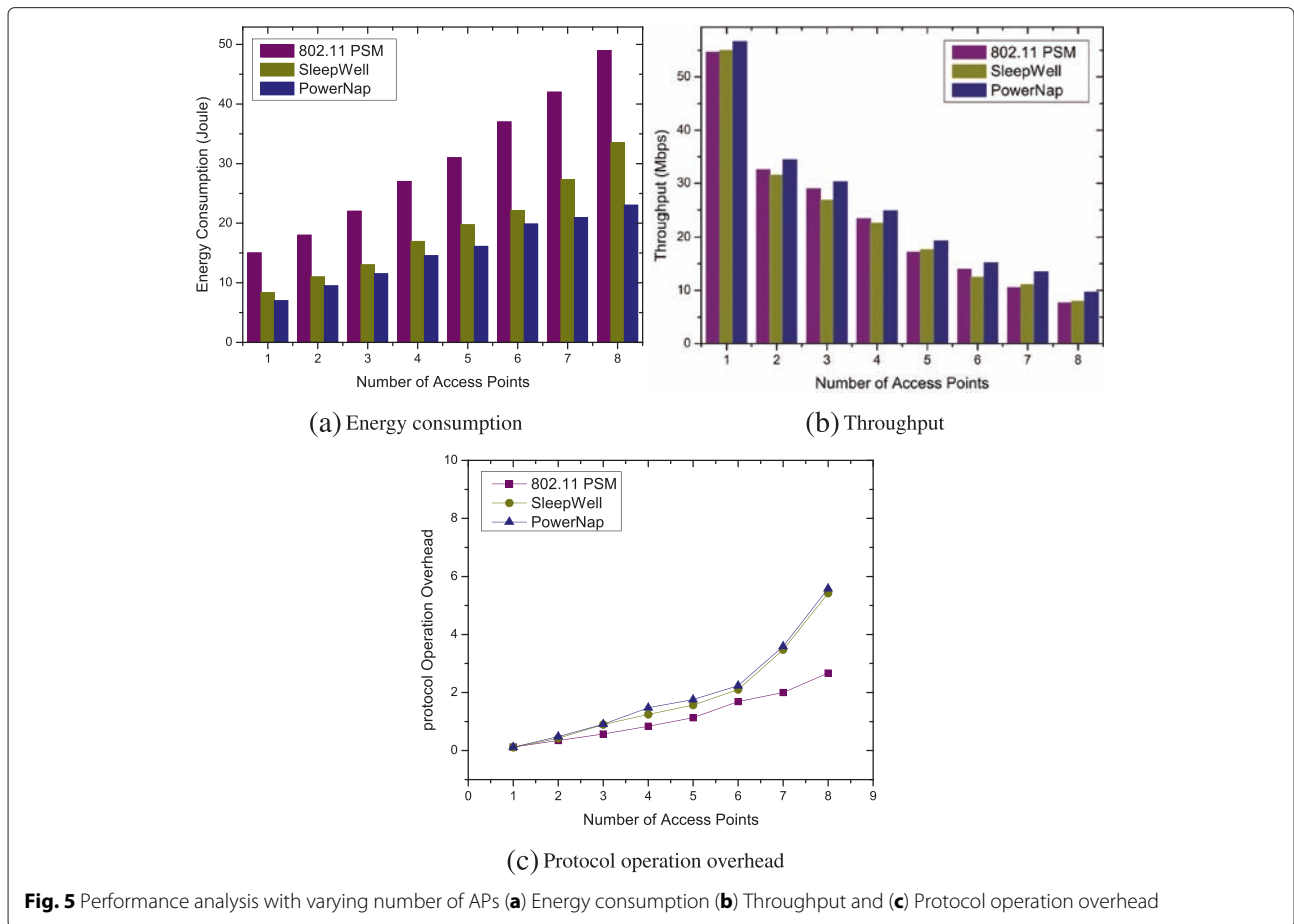 50
40
30
20
10
0
Energy Consumption (Joule)
802.11 PSM
SleepWell
PowerNap
1 2 3 4 5 6 7 8
Number of Access Points
(a) Energy consumption
50
40
30
20
10
0
Throughput (Mbps)
802.11 PSM
SleepWell
PowerNap
1 2 3 4 5 6 7 8
Number of Access Points
(b) Throughput
10
8
6
4
2
0
protocol Operation Overhead
802.11 PSM
SleepWell
PowerNap
0 1 2 3 4 5 6 7 8 9
Number of Access Points
(c) Protocol operation overhead
Fig. 5 Performance analysis with varying number of APs (a) Energy consumption (b) Throughput and (c) Protocol operation overhead